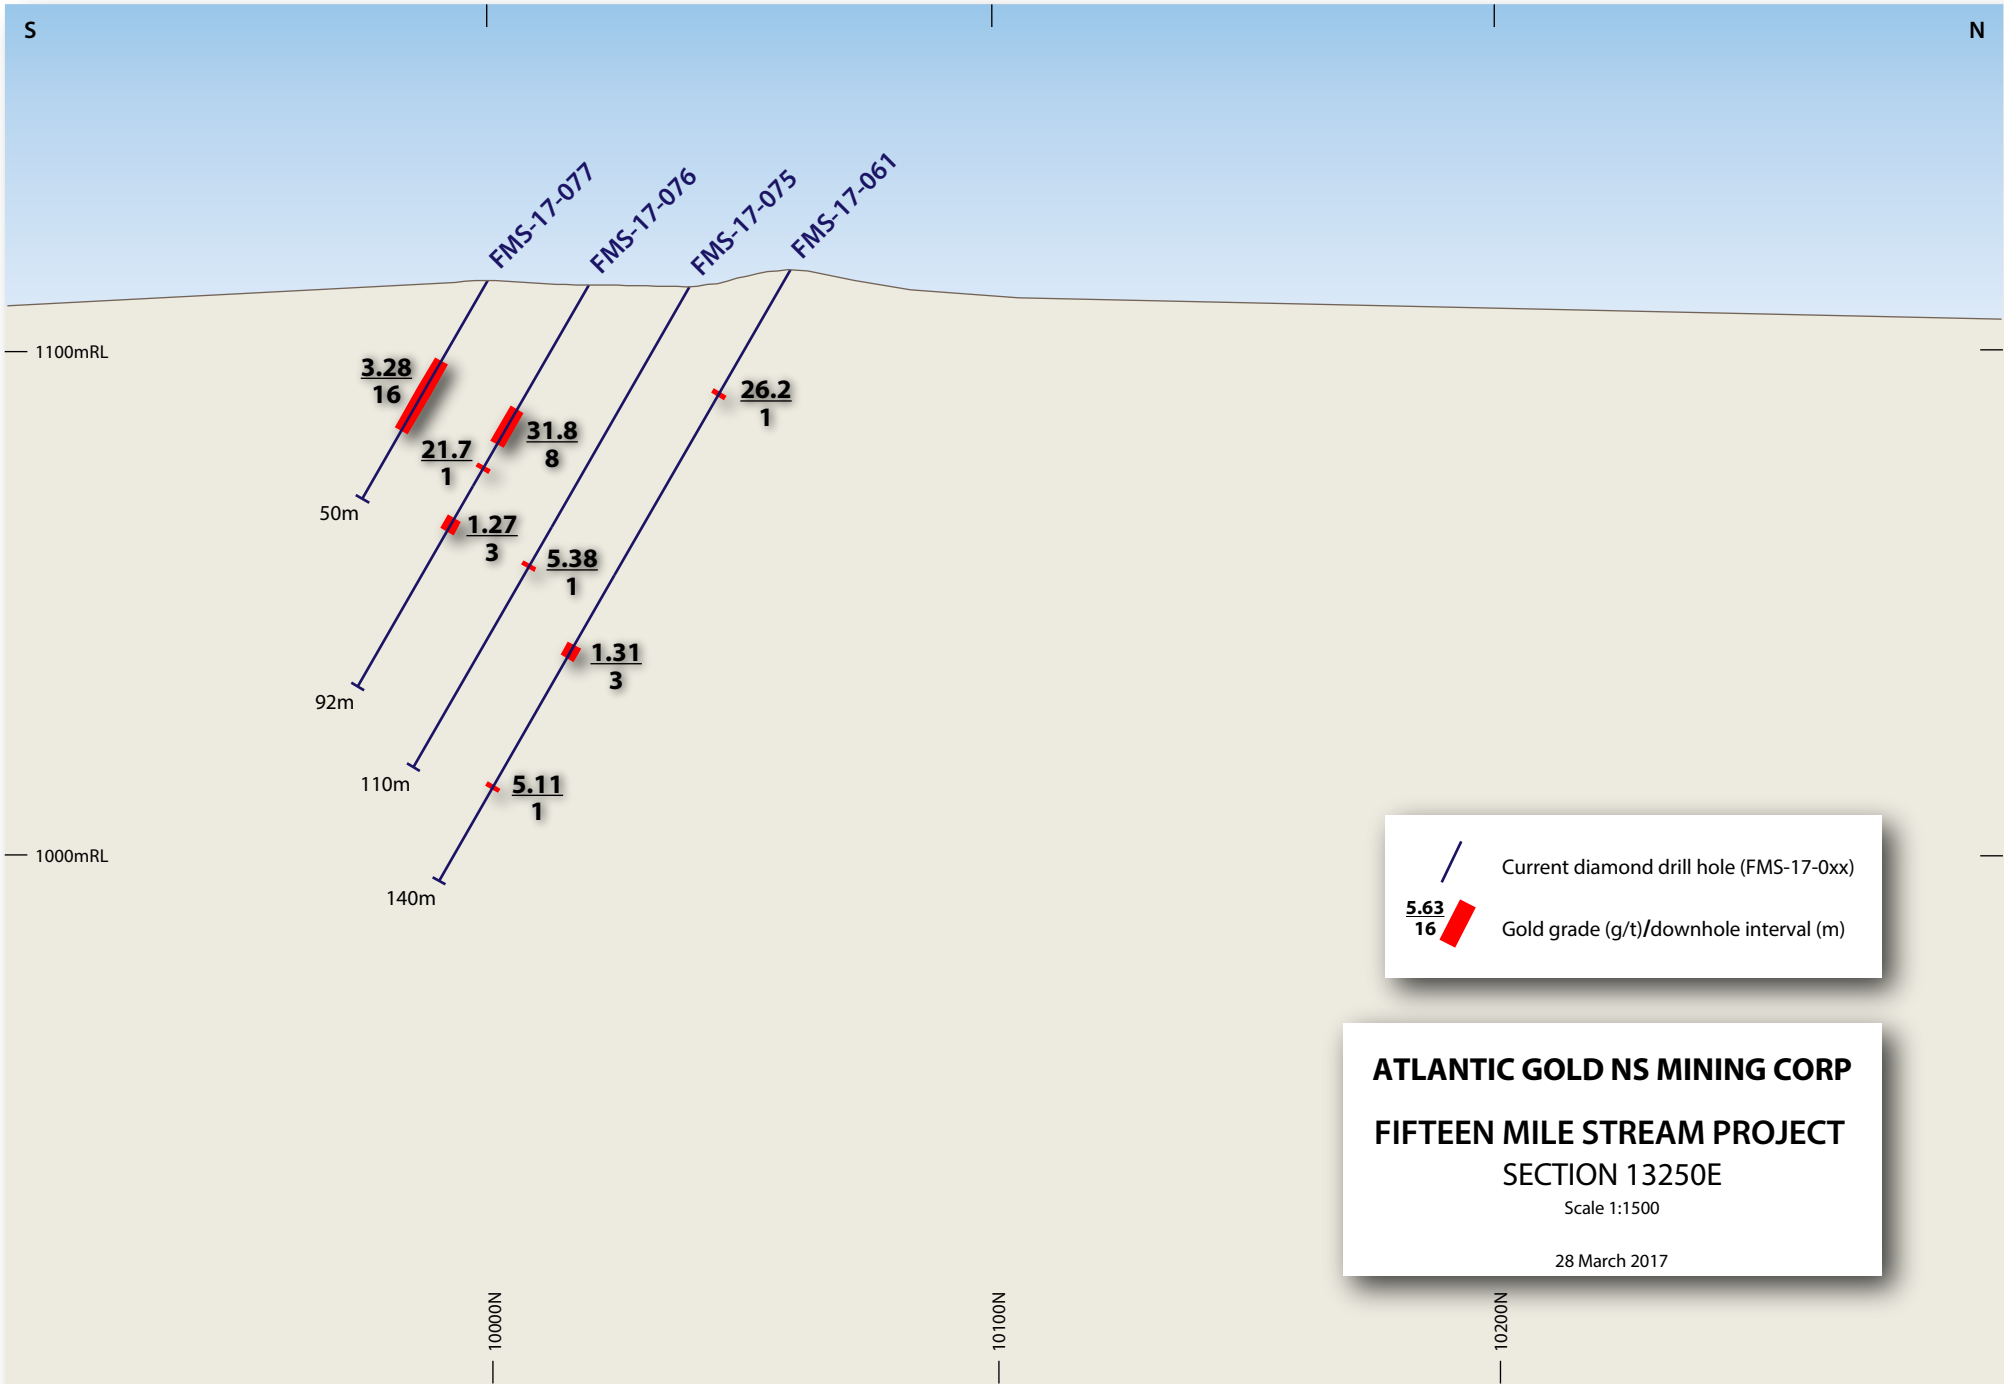 S
N
FMS-17-077
FMS-17-076
FMS-17-075
FMS-17-061
1100mRL
3.28
16
26.2
1
31.8
8
21.7
1
50m
1.27
3
5.38
1
1.31
3
92m
110m
5.11
1
1000mRL
140m
Current diamond drill hole (FMS-17-0xx)
5.63
16
Gold grade (g/t)/downhole interval (m)
ATLANTIC GOLD NS MINING CORP
FIFTEEN MILE STREAM PROJECT
SECTION 13250E
Scale 1:1500
28 March 2017
10000N
10100N
10200N